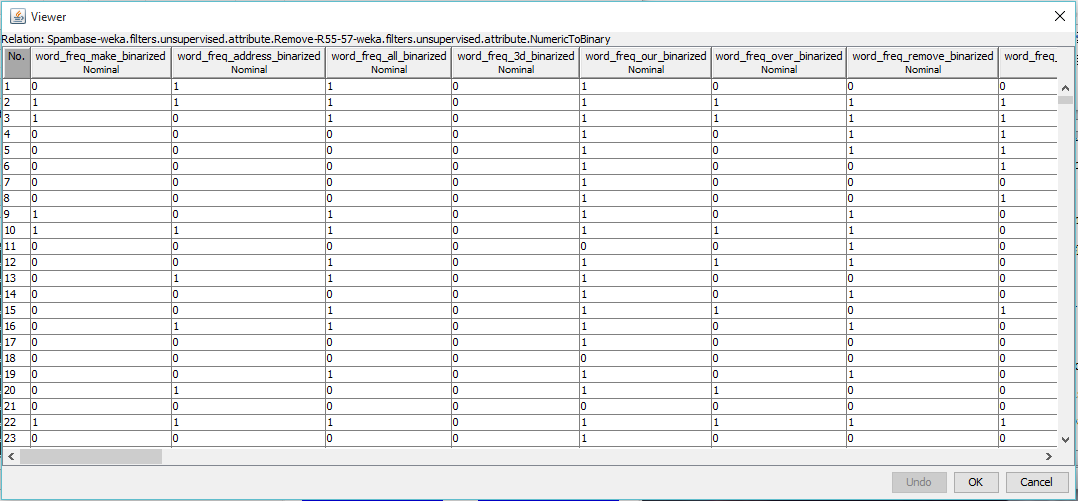 Viewer
Relation: Spambase-weka.filters.unsupervised.attribute.Remove-R55-57-weka.filters.unsupervised.attribute.NumericToBinary
No. word_freq_make_binarized word_freq_address_binarized word_freq_all_binarized word_freq_3d_binarized word_freq_our_binarized word_freq_over_binarized word_freq_remove_binarized word_freq_
Nominal Nominal Nominal Nominal Nominal Nominal Nominal
1 0 1 1 0 1 0 0 0
2 1 1 1 0 1 1 1 1
3 1 0 1 0 1 1 1 1
4 0 0 0 0 1 0 1 1
5 0 0 0 0 1 0 1 1
6 0 0 0 0 1 0 0 1
7 0 0 0 0 1 0 0 0
8 0 0 0 0 1 0 0 1
9 1 0 1 0 1 0 1 0
10 1 1 1 0 1 1 1 0
11 0 0 0 0 0 0 1 0
12 0 0 1 0 1 1 1 0
13 0 1 1 0 1 0 0 0
14 0 0 0 0 1 0 1 0
15 0 0 1 0 1 1 0 1
16 0 1 1 0 1 0 1 0
17 0 0 0 0 1 0 0 0
18 0 0 0 0 0 0 0 0
19 0 0 1 0 1 0 1 0
20 0 1 0 0 1 1 0 0
21 0 0 0 0 0 0 0 0
22 1 1 1 0 1 1 1 1
23 0 0 0 0 1 0 0 0
Undo OK Cancel